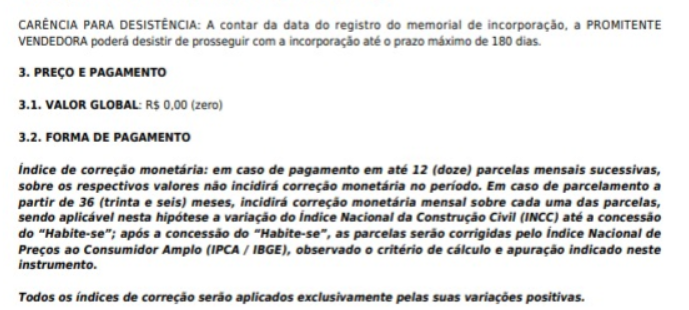 CARÊNCIA PARA DESISTÊNCIA: A contar da data do registro do memorial de incorporação, a PROMITENTE
VENDEDORA poderá desistir de prosseguir com a incorporação até o prazo máximo de 180 dias.
3. PREÇO E PAGAMENTO
3.1. VALOR GLOBAL: R$ 0,00 (zero)
3.2. FORMA DE PAGAMENTO
Índice de correção monetária: em caso de pagamento em até 12 (doze) parcelas mensais sucessivas,
sobre os respectivos valores não incidirá correção monetária no período. Em caso de parcelamento a
partir de 36 (trinta e seis) meses, incidirá correção monetária mensal sobre cada uma das parcelas,
sendo aplicável nesta hipótese a variação do Índice Nacional da Construção Civil (INCC) até a concessão
do “Habite-se”; após a concessão do “Habite-se”, as parcelas serão corrigidas pelo Índice Nacional de
Preços ao Consumidor Amplo (IPCA / IBGE), observado o critério de cálculo e apuração indicado neste
instrumento.
Todos os índices de correção serão aplicados exclusivamente pelas suas variações positivas.